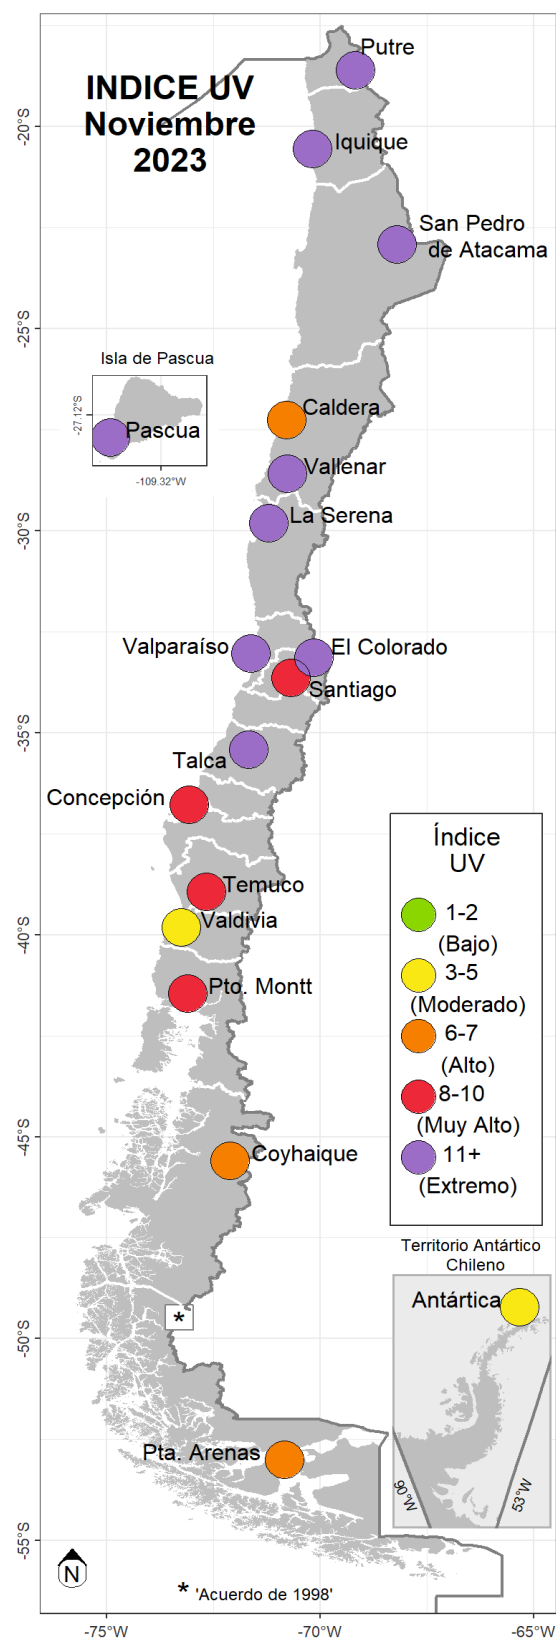 Putre
INDICE UV
Noviembre
2023
-20°S
Iquique
San Pedro
de Atacama
-25°S
Isla de Pascua
-27.12°S
Pascua
-109.32°W
Caldera
Vallenar
La Serena
-30°S
Valparaíso
El Colorado
Santiago
-35°S
Talca
Concepción
Índice
UV
Temuco
1-2
(Bajo)
Valdivia
-40°S
3-5
(Moderado)
Pto. Montt
6-7
(Alto)
8-10
(Muy Alto)
-45°S
Coyhaique
11+
(Extremo)
Territorio Antártico
Chileno
Antártica
*
-50°S
Pta. Arenas
90°W
53°W
-55°S
N
* 'Acuerdo de 1998'
-75°W
-70°W
-65°W